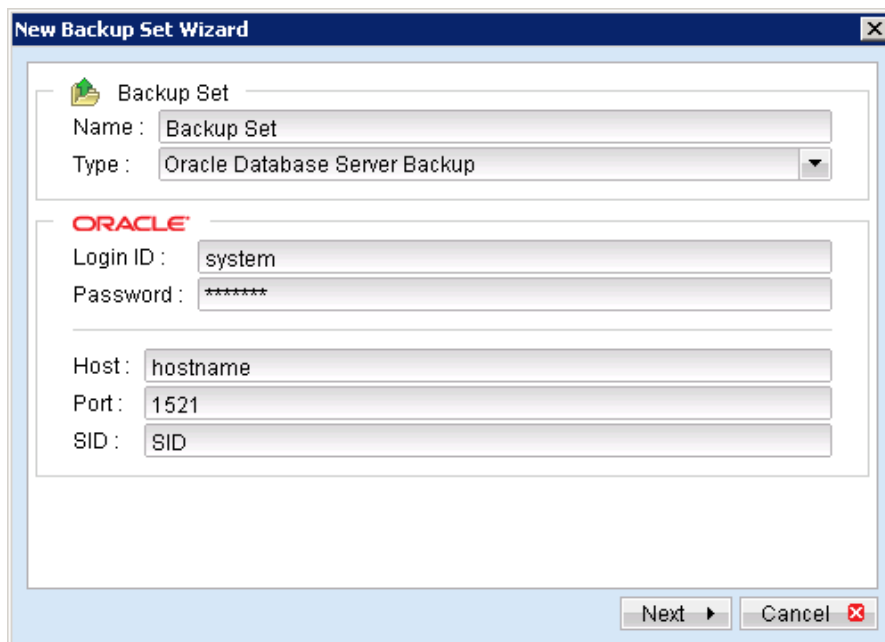 New Backup Set Wizard
Backup Set
Name : Backup Set
Type : Oracle Database Server Backup
ORACLE®
Login ID : system
Password : *******
Host : hostname
Port : 1521
SID : SID
Next
Cancel